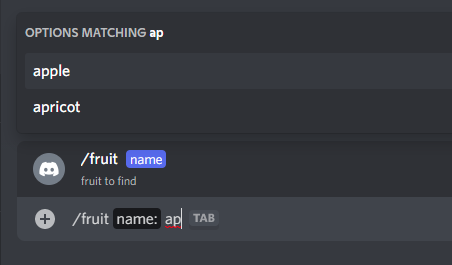 OPTIONS MATCHING ap
apple
apricot
/fruit name
fruit to find
/fruit name: ap TAB